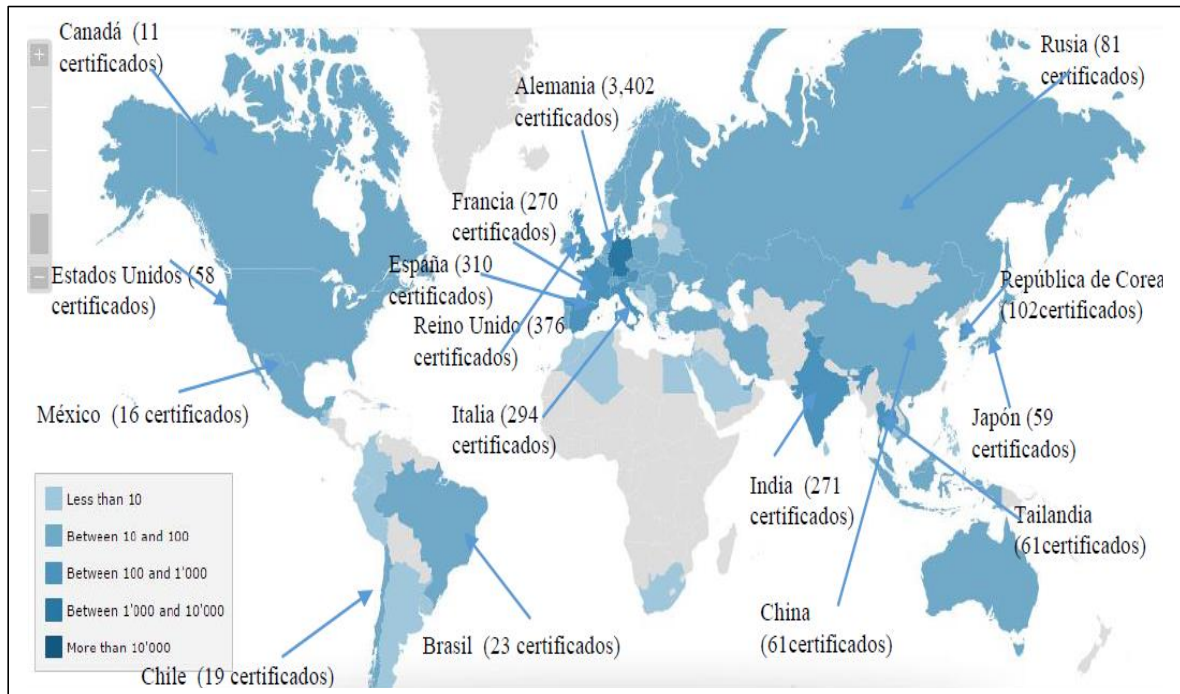 Canadá (11
certificados)
Rusia (81
certificados)
Alemania (3,402
certificados)
Francia (270
certificados)
España (310
certificados)
Estados Unidos (58
certificados)
República de Corea
(102certificados)
Reino Unido (376
certificados)
México (16 certificados)
Italia (294
certificados)
Japón (59
certificados)
India (271
certificados)
Tailandia
(61certificados)
China
(61certificados)
Brasil (23 certificados)
Chile (19 certificados)
Less than 10
Between 10 and 100
Between 100 and 1'000
Between 1'000 and 10'000
More than 10'000